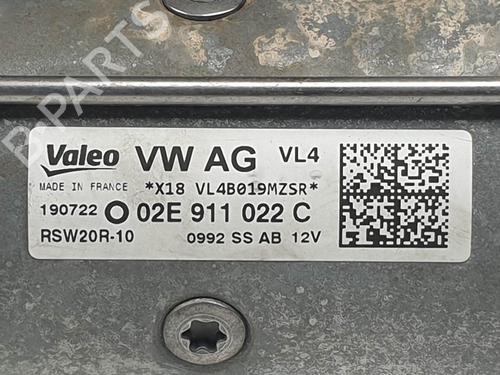 B-PARTS
Valeo VW AG VL4
MADE IN FRANCE *X18 VL4B019MZSR*
190722 02E 911 022 C
RSW20R-10 0992 SS AB 12V